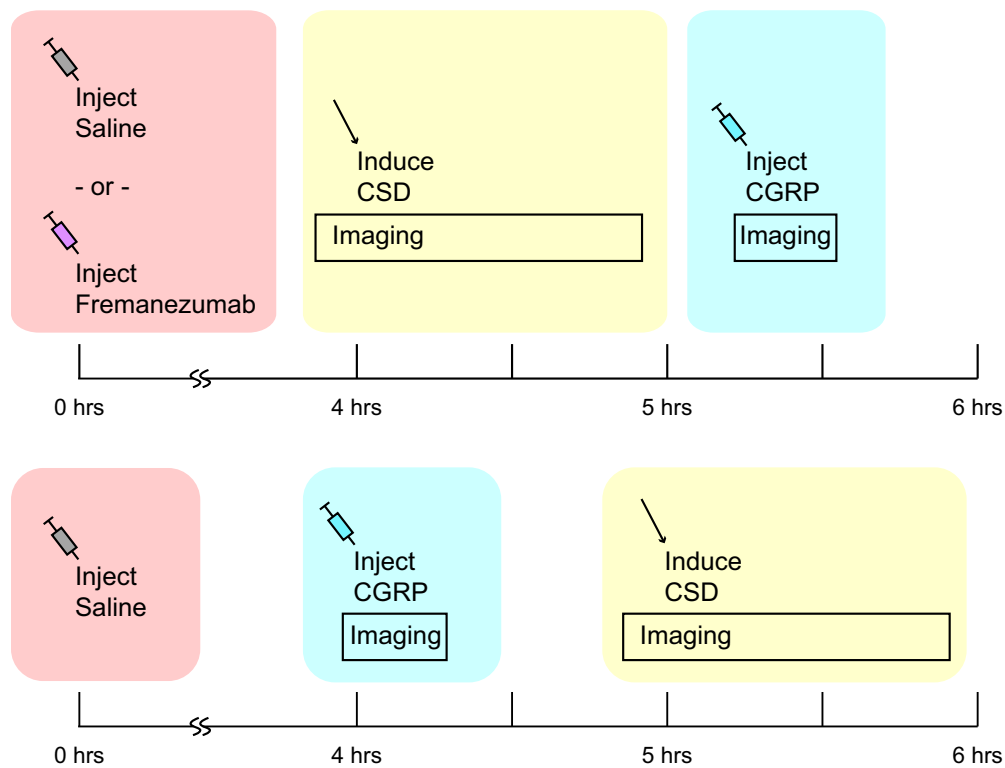 Inject
Saline
- or -
Inject
Fremanezumab
Induce
CSD
Imaging
Inject
CGRP
Imaging
0 hrs
4 hrs
5 hrs
6 hrs
Inject
Saline
Inject
CGRP
Imaging
Induce
CSD
Imaging
0 hrs
4 hrs
5 hrs
6 hrs